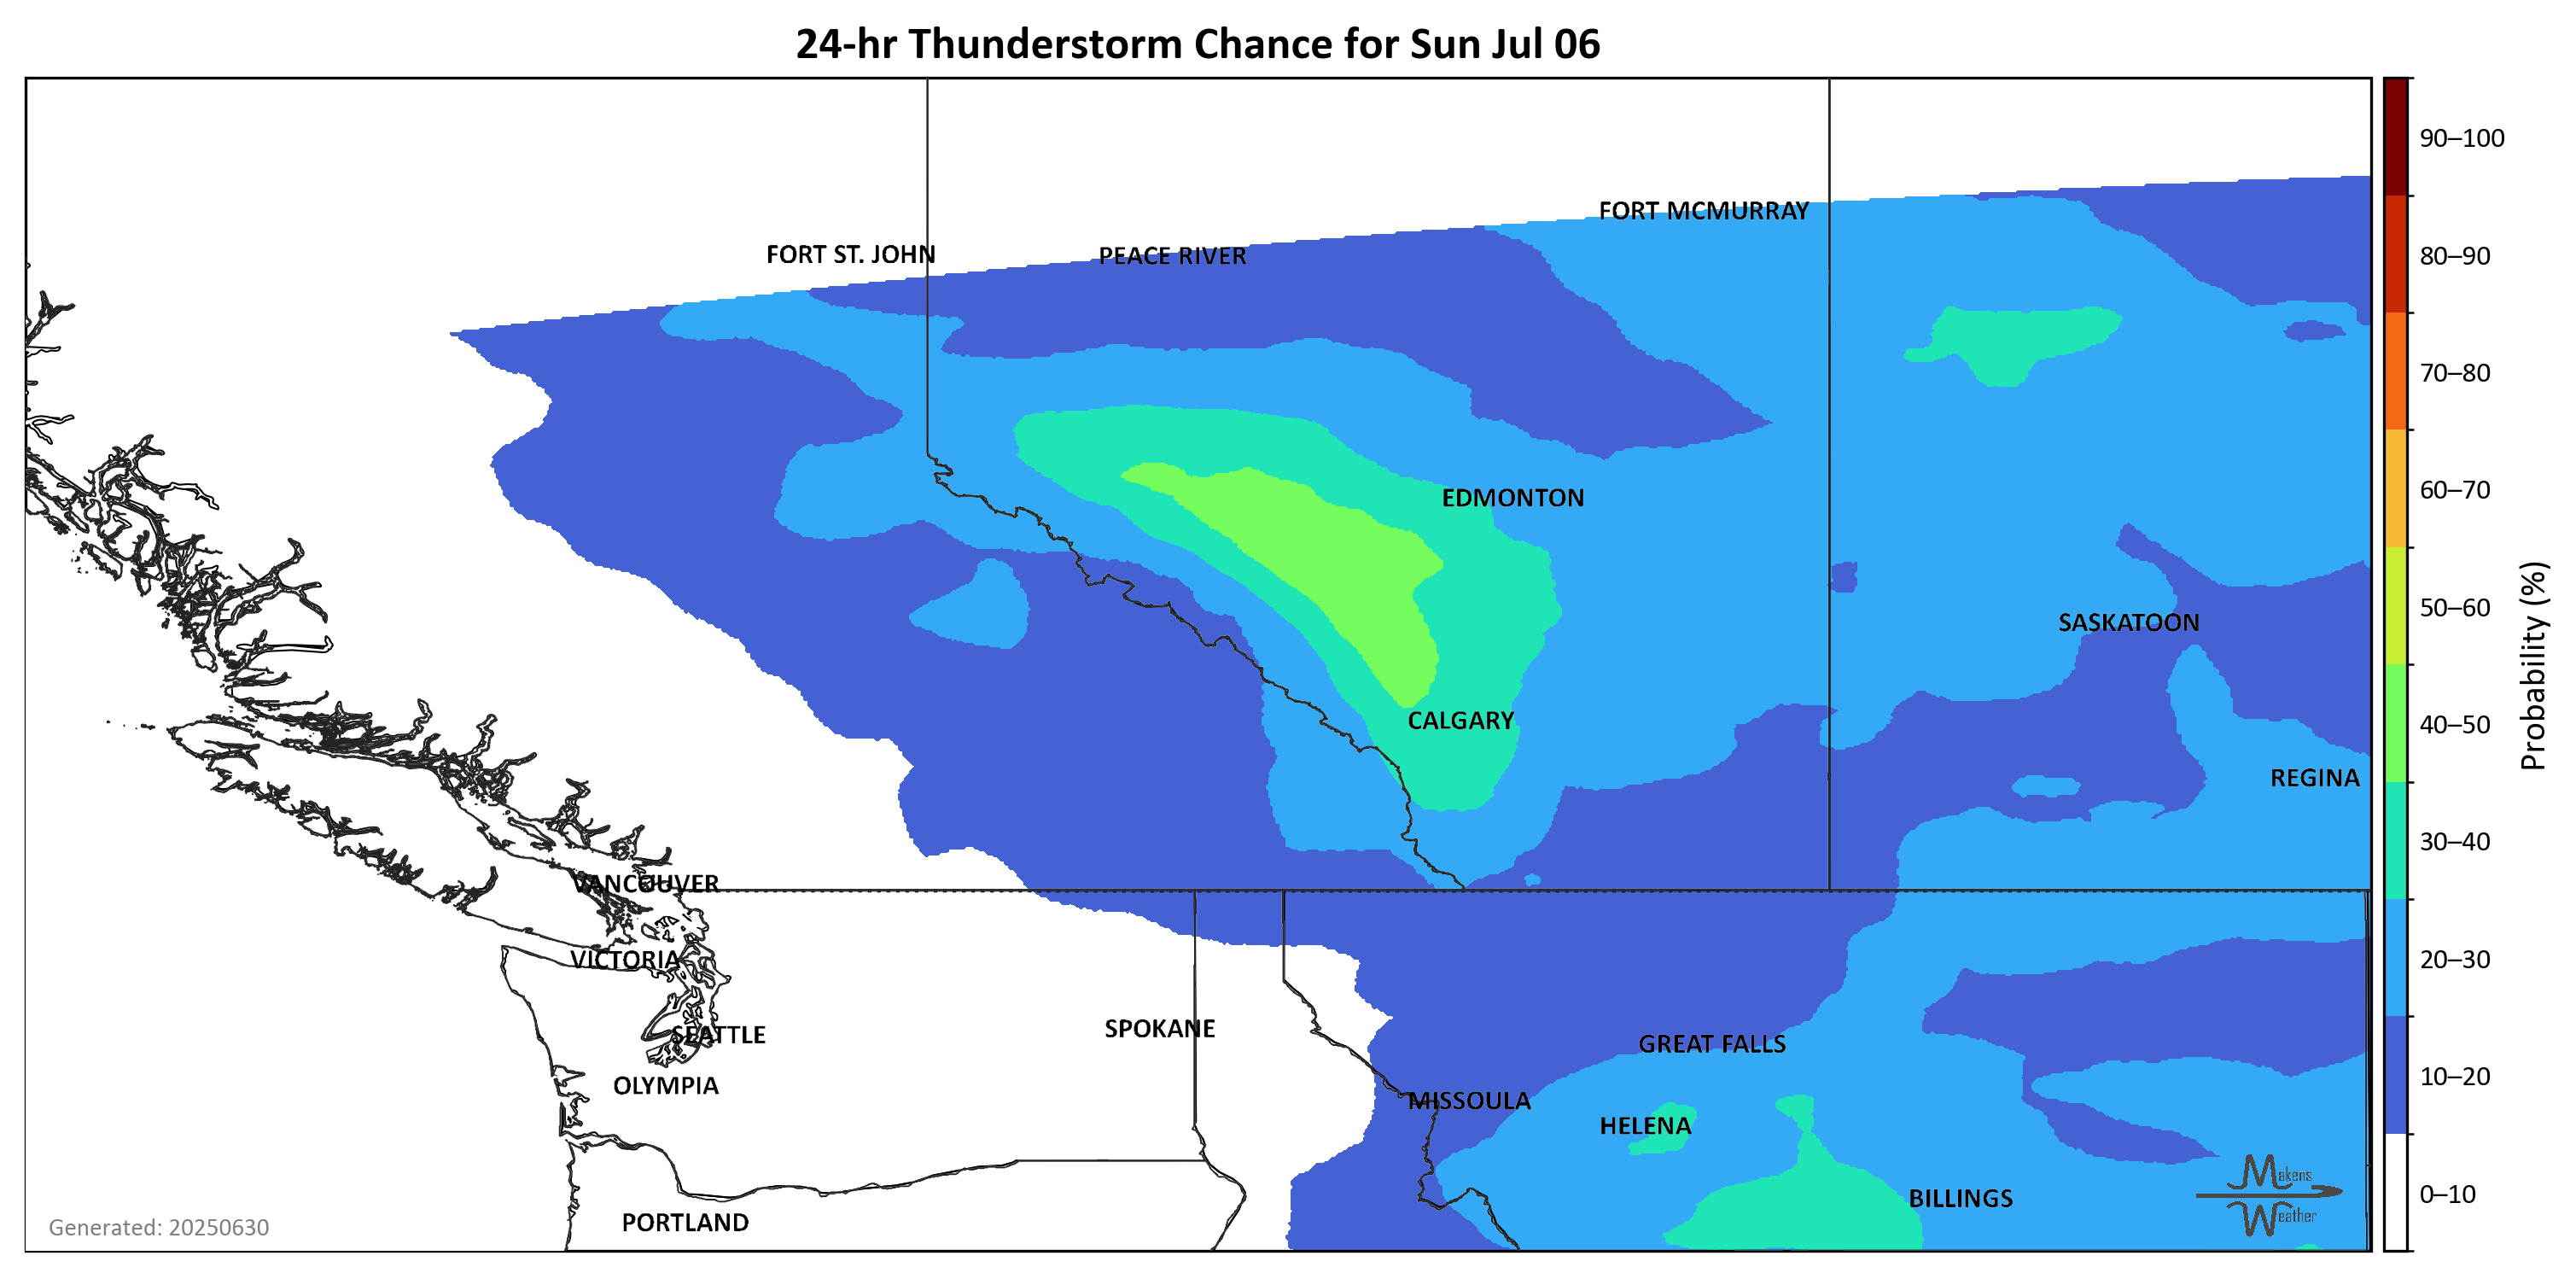 24-hr Thunderstorm Chance for Sun Jul 06
90–100
FORT MCMURRAY
FORT ST. JOHN
PEACE RIVER
80–90
70–80
60–70
EDMONTON
50–60
SASKATOON
Probability (%)
CALGARY
40–50
REGINA
30–40
VANCOUVER
VICTORIA
20–30
SPOKANE
SEATTLE
GREAT FALLS
OLYMPIA
10–20
MISSOULA
HELENA
Makens
Weather
BILLINGS
0–10
PORTLAND
Generated: 20250630